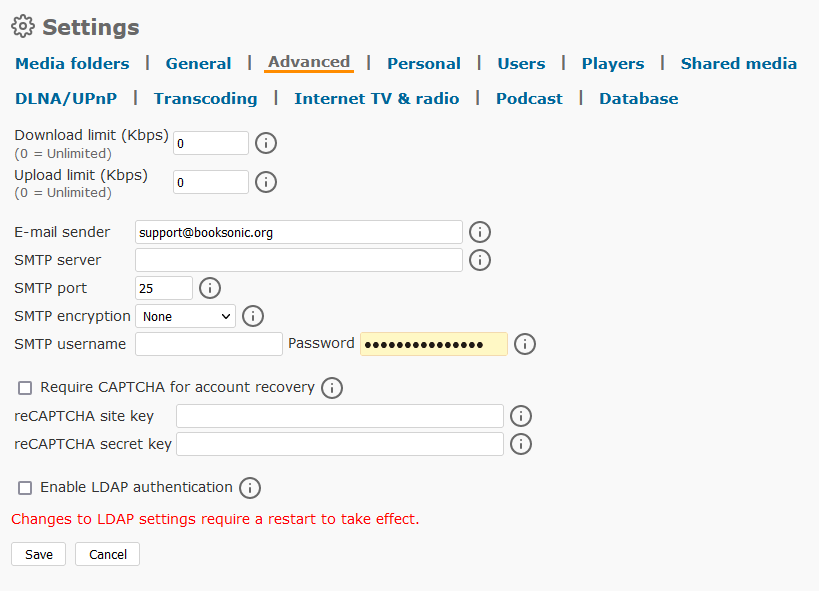 Settings
Media folders | General | Advanced | Personal | Users | Players | Shared media
DLNA/UPnP | Transcoding | Internet TV & radio | Podcast | Database
Download limit (Kbps) 0
(0 = Unlimited)
Upload limit (Kbps) 0
(0 = Unlimited)
E-mail sender support@booksonic.org
SMTP server
SMTP port 25
SMTP encryption None
SMTP username Password ●●●●●●●●●●●●●●●
Require CAPTCHA for account recovery
reCAPTCHA site key
reCAPTCHA secret key
Enable LDAP authentication
Changes to LDAP settings require a restart to take effect.
Save Cancel